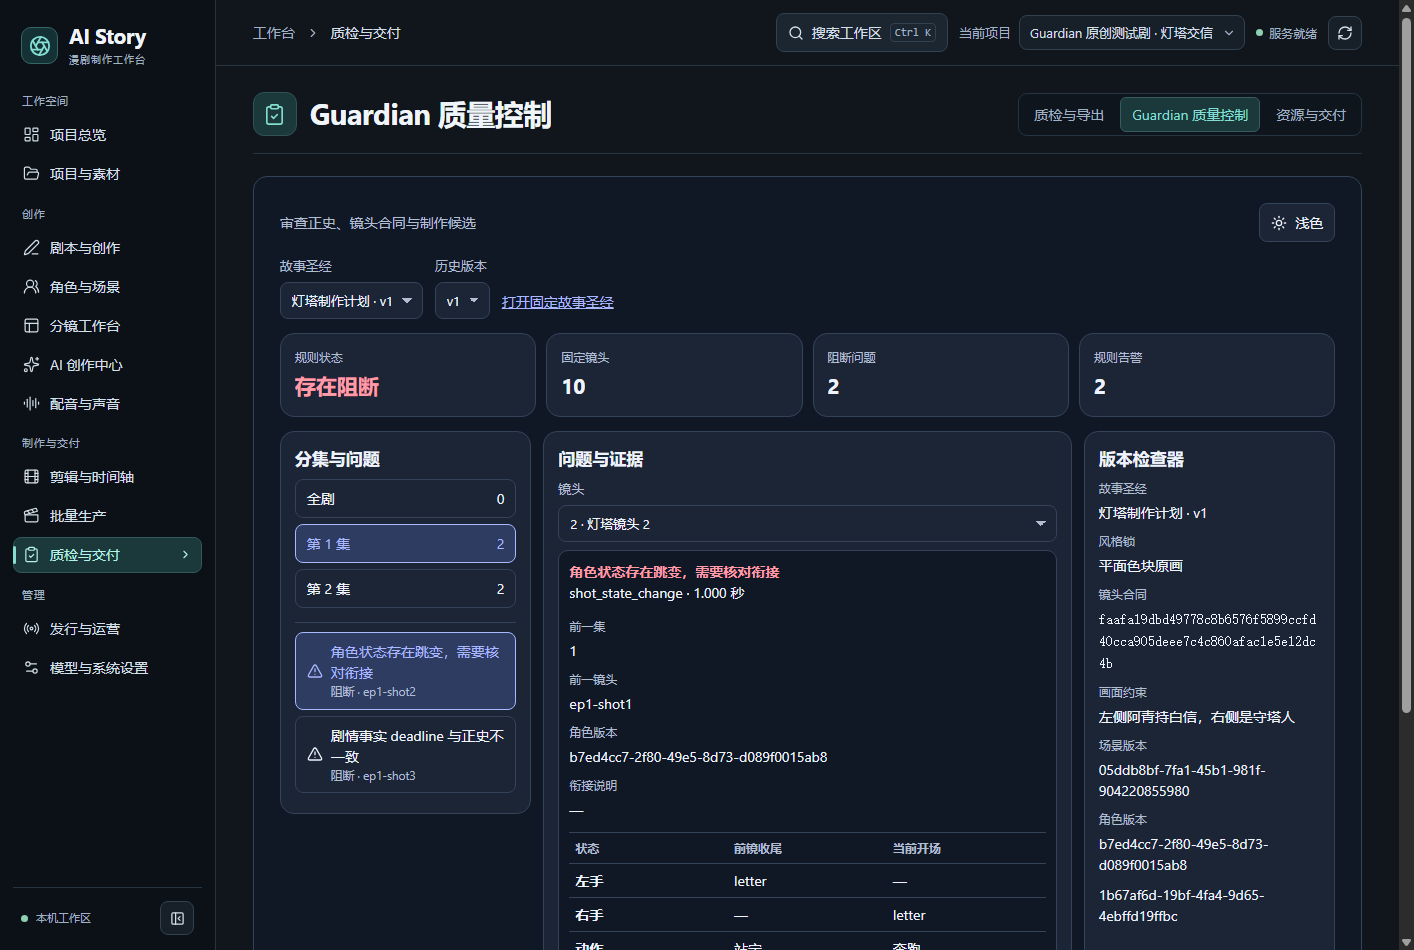 AI Story
漫剧制作工作台
工作空间
项目总览
项目与素材
创作
剧本与创作
角色与场景
分镜工作台
AI 创作中心
配音与声音
制作与交付
剪辑与时间轴
批量生产
质检与交付
管理
发行与运营
模型与系统设置
本机工作区
工作台 > 质检与交付
搜索工作区 Ctrl K
当前项目
Guardian 原创测试剧 · 灯塔交信
服务就绪
Guardian 质量控制
质检与导出
Guardian 质量控制
资源与交付
审查正史、镜头合同与制作候选
浅色
故事圣经
灯塔制作计划 · v1
历史版本
v1
打开固定故事圣经
规则状态
存在阻断
固定镜头
10
阻断问题
2
规则告警
2
分集与问题
全剧 0
第 1 集 2
第 2 集 2
角色状态存在跳变，需要核
对衔接
阻断 · ep1-shot2
剧情事实 deadline 与正史不
一致
阻断 · ep1-shot3
问题与证据
镜头
2 · 灯塔镜头 2
角色状态存在跳变，需要核对衔接
shot_state_change · 1.000 秒
前一集
1
前一镜头
ep1-shot1
角色版本
b7ed4cc7-2f80-49e5-8d73-d089f0015ab8
衔接说明
—
状态 前镜收尾 当前开场
左手 letter —
右手 — letter
动作 站定 奔跑
版本检查器
故事圣经
灯塔制作计划 · v1
风格锁
平面色块原画
镜头合同
faafa19dbd49778c8b6576f5899ccfd
40cca905deee7c4c860afac1e5e12dc
4b
画面约束
左侧阿青持白信，右侧是守塔人
场景版本
05ddb8bf-7fa1-45b1-981f-
904220855980
角色版本
b7ed4cc7-2f80-49e5-8d73-
d089f0015ab8
1b67af6d-19bf-4fa4-9d65-
4ebffd19ffbc